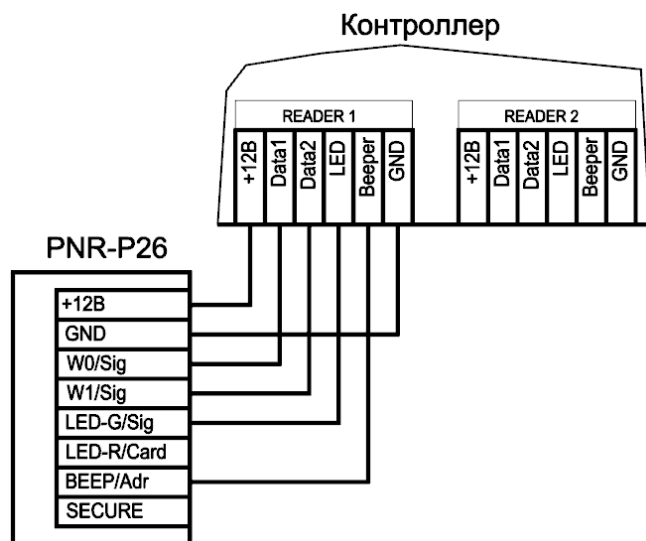 Контроллер
READER 1
READER 2
+12В
Data1
Data2
LED
Beeper
GND
+12В
Data1
Data2
LED
Beeper
GND
PNR-P26
+12В
GND
W0/Sig
W1/Sig
LED-G/Sig
LED-R/Card
BEEP/Adr
SECURE